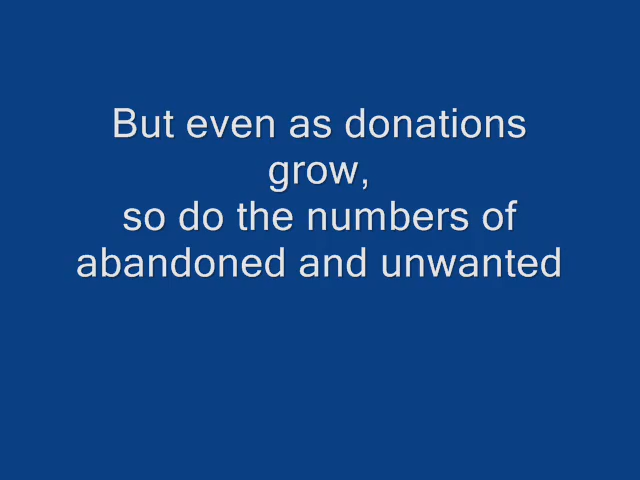 But even as donations
grow,
so do the numbers of
abandoned and unwanted